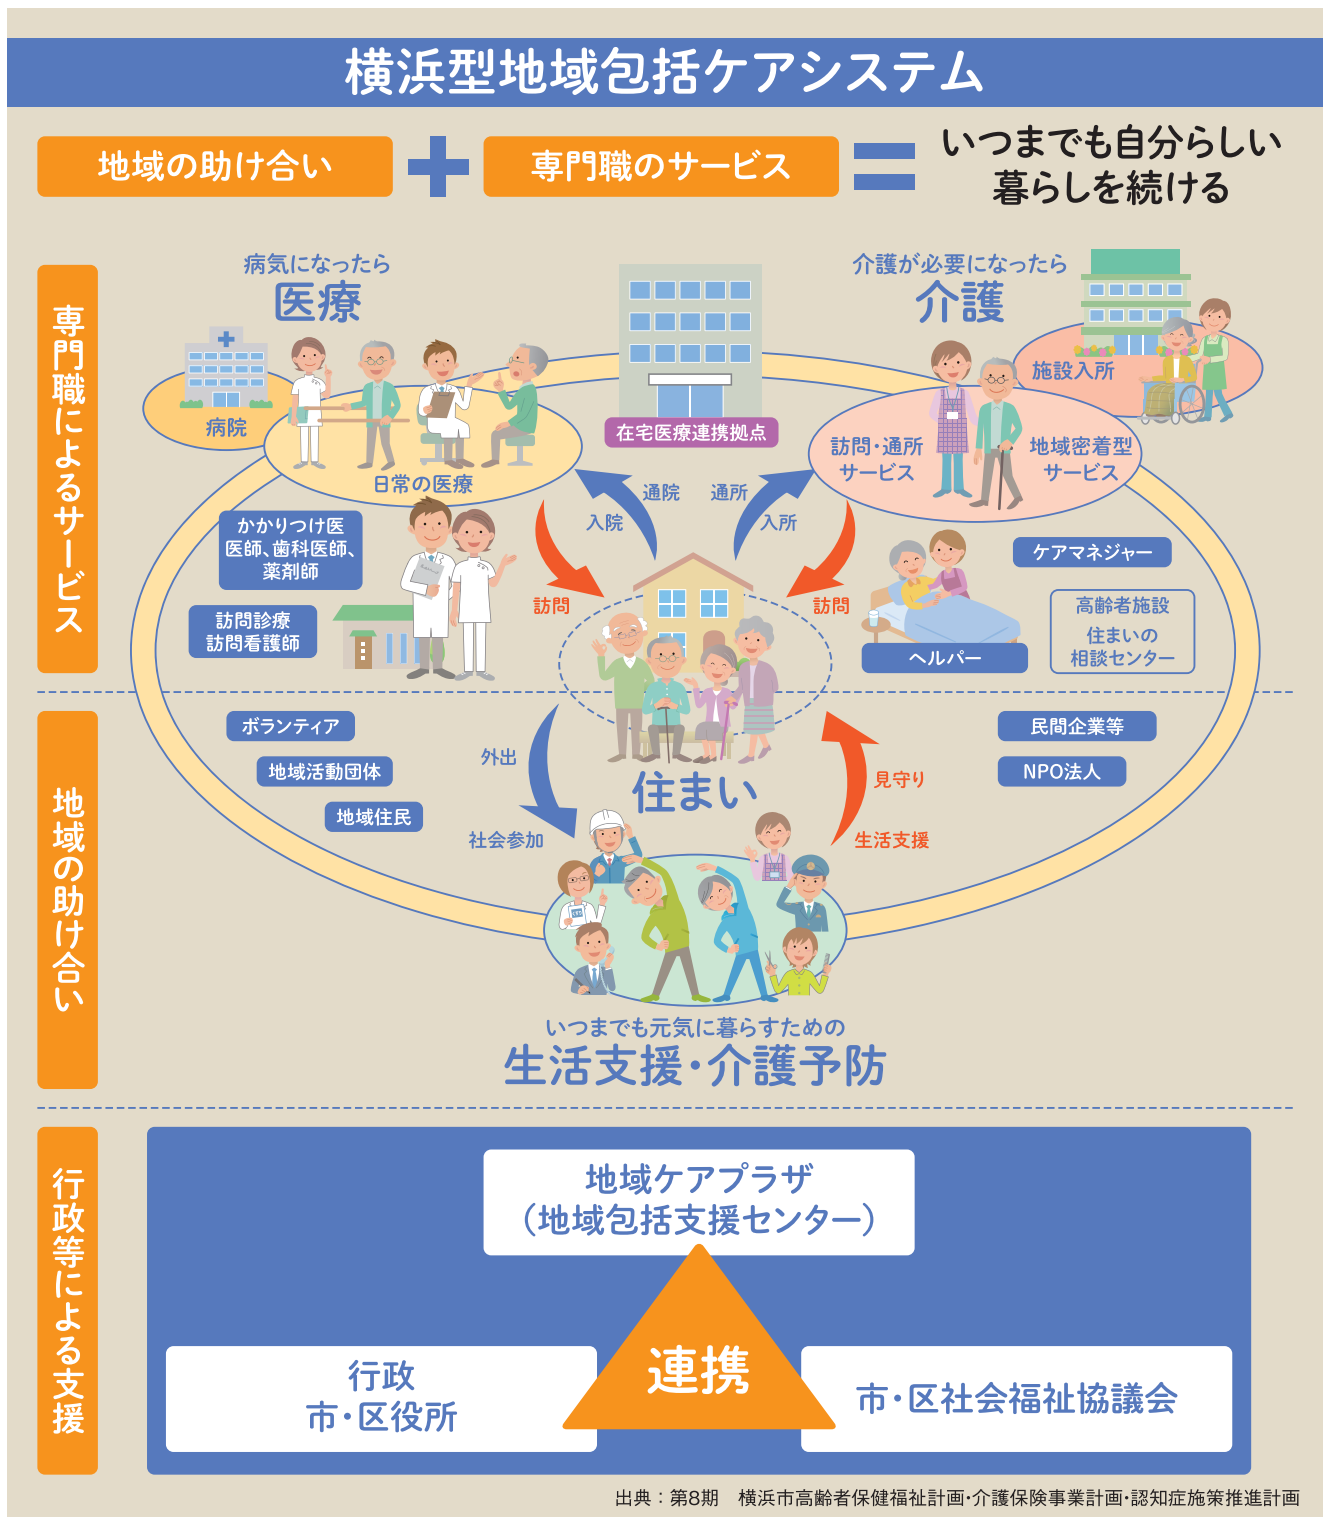 横浜型地域包括ケアシステム
地域の助け合い
専門職のサービス
いつまでも自分らしい
暮らしを続ける
専門職によるサービス
病気になったら
医療
介護が必要になったら
介護
病院
日常の医療
在宅医療連携拠点
施設入所
訪問・通所
サービス
地域密着型
サービス
通院
入院
通所
入所
訪問
訪問
かかりつけ医
医師、歯科医師、
薬剤師
訪問診療
訪問看護師
ケアマネジャー
高齢者施設
住まいの
相談センター
ヘルパー
地域の助け合い
ボランティア
地域活動団体
地域住民
外出
社会参加
住まい
民間企業等
NPO法人
見守り
生活支援
いつまでも元気に暮らすための
生活支援・介護予防
行政等による支援
地域ケアプラザ
（地域包括支援センター）
連携
行政
市・区役所
市・区社会福祉協議会
出典：第8期　横浜市高齢者保健福祉計画・介護保険事業計画・認知症施策推進計画